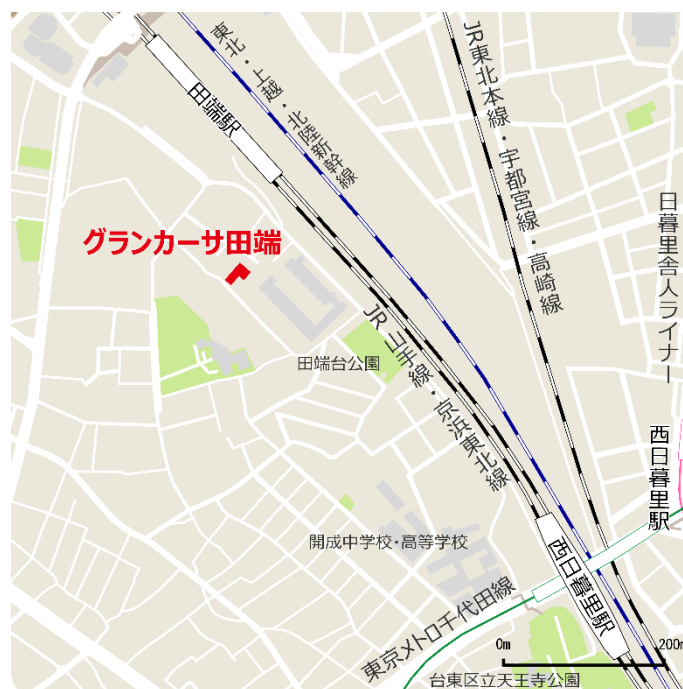 東北・上越・北陸新幹線
JR東北本線・宇都宮線・高崎線
田端駅
日暮里舎人ライナー
グランカーサ田端
田端台公園
JR 山手線・京浜東北線
西日暮里駅
開成中学校・高等学校
西日暮里駅
東京メトロ千代田線
0m
200m
台東区立天王寺公園